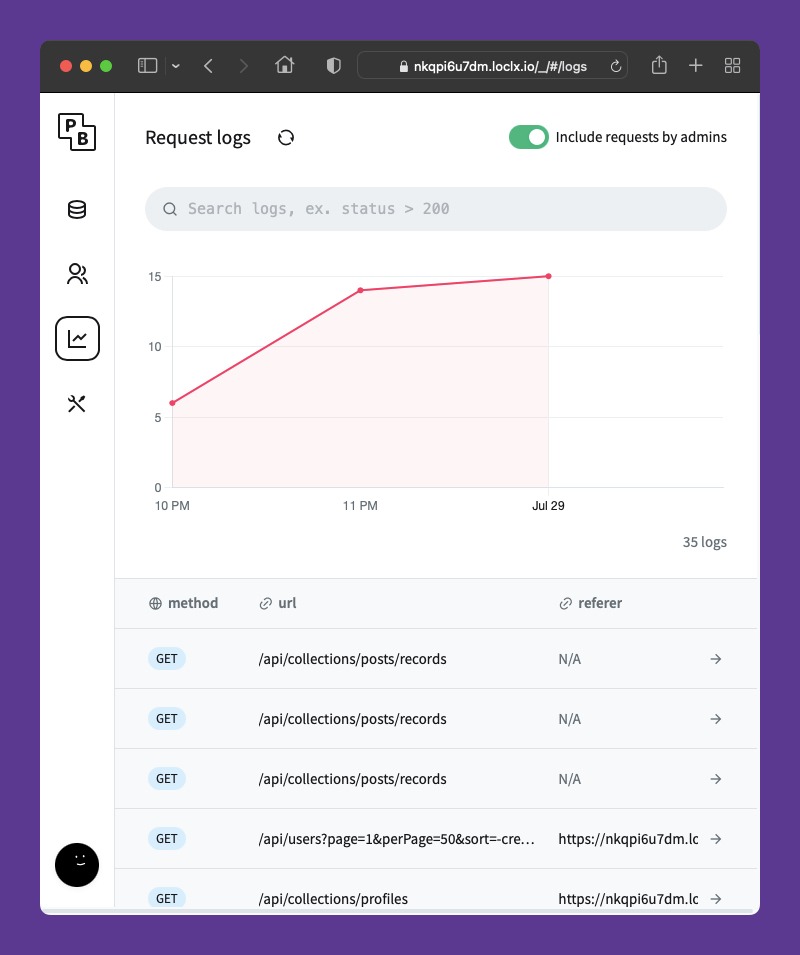 nkqpi6u7dm.loclx.io/_/#/logs
PB
Request logs
Include requests by admins
Search logs, ex. status > 200
15
10
5
0
10 PM 11 PM Jul 29
35 logs
method url referer
GET /api/collections/posts/records N/A
GET /api/collections/posts/records N/A
GET /api/collections/posts/records N/A
GET /api/users?page=1&perPage=50&sort=-cre... https://nkqpi6u7dm.lc
GET /api/collections/profiles https://nkqpi6u7dm.lc